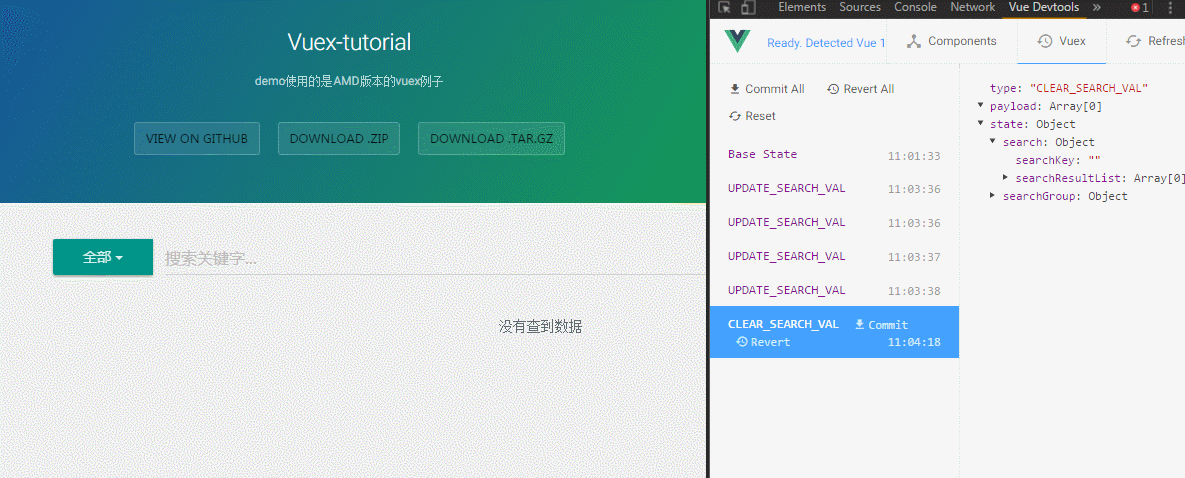 Vuex-tutorial
demo使用的是AMD版本的vuex例子
VIEW ON GITHUB
DOWNLOAD .ZIP
DOWNLOAD .TAR.GZ
全部
搜索关键字...
没有查到数据
Elements Sources Console Network Vue Devtools » 1
Ready. Detected Vue 1
Components
Vuex
Refresh
Commit All
Revert All
Reset
Base State 11:01:33
UPDATE_SEARCH_VAL 11:03:36
UPDATE_SEARCH_VAL 11:03:36
UPDATE_SEARCH_VAL 11:03:37
UPDATE_SEARCH_VAL 11:03:38
CLEAR_SEARCH_VAL Commit
Revert 11:04:18
type: "CLEAR_SEARCH_VAL"
payload: Array[0]
state: Object
search: Object
searchKey: ""
searchResultList: Array[0]
searchGroup: Object